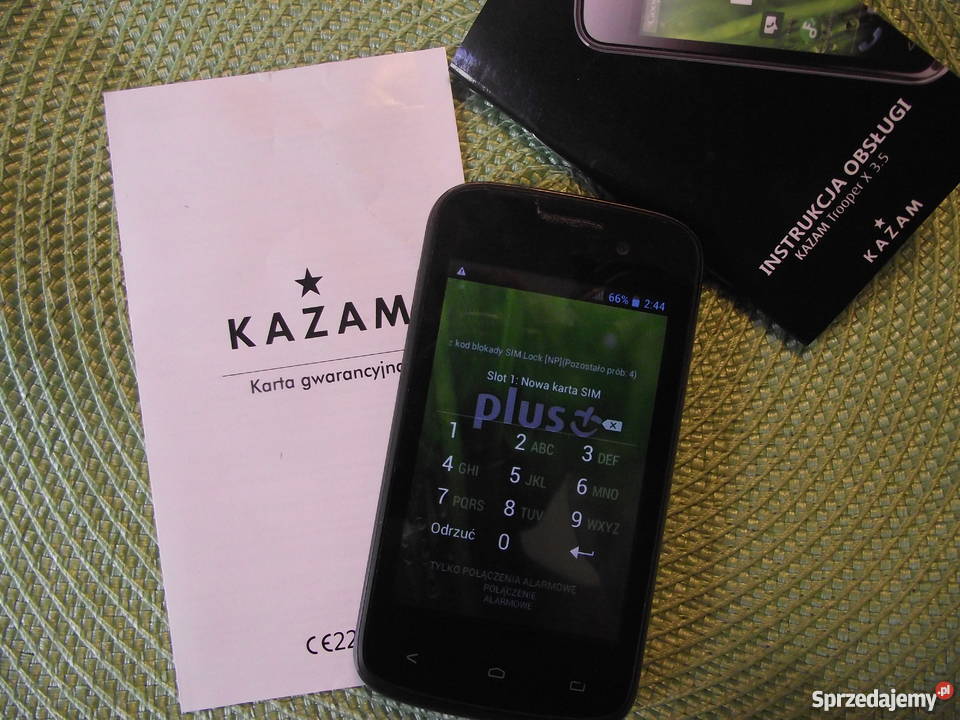 KAZAM
Karta gwarancyjna
CE22
INSTRUKCJA OBSŁUGI
KAZAM Trooper X 3.5
KAZAM
66% 2:44
kod blokady SIM Lock [NP](Pozostało prób: 4)
Slot 1: Nowa karta SIM
plus
1 2 ABC 3 DEF
4 GHI 5 JKL 6 MNO
7 PQRS 8 TUV 9 WXYZ
Odrzuć 0
TYLKO POŁĄCZENIA ALARMOWE
POŁĄCZENIE
ALARMOWE
Sprzedajemy.pl